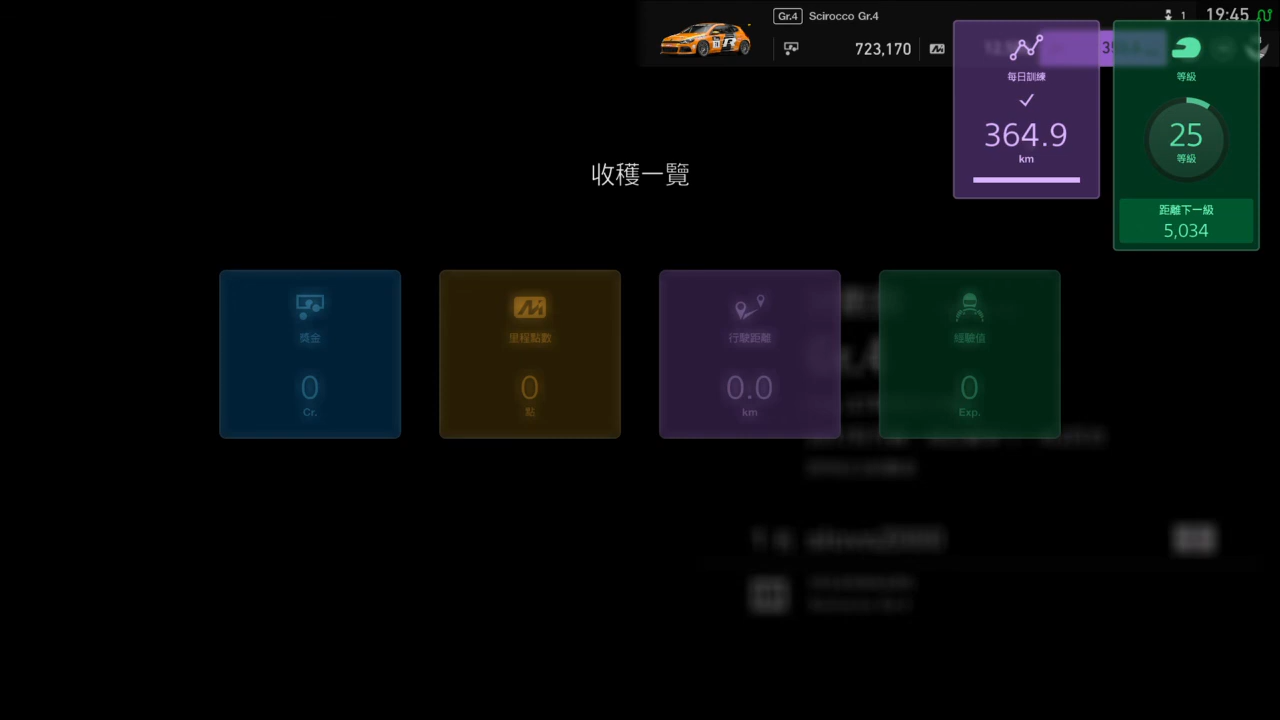 Gr.4 Scirocco Gr.4
1 19:45
723,170
每日訓練
364.9
km
等級
25
等級
距離下一級
5,034
收穫一覽
獎金
0
Cr.
里程點數
0
點
行駛距離
0.0
km
經驗值
0
Exp.